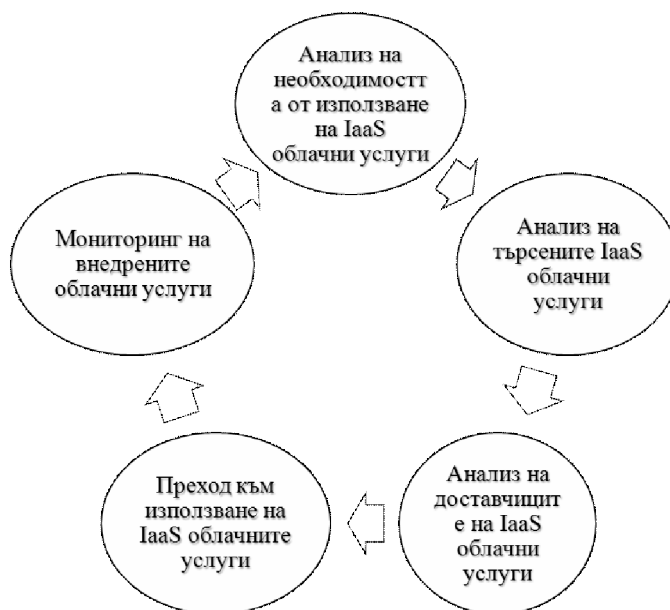 Анализ на
необходимостт
а от използване
на IaaS
облачни услуги
Анализ на
търсените IaaS
облачни
услуги
Анализ на
доставчицит
е на IaaS
облачни
услуги
Преход към
използване на
IaaS облачните
услуги
Мониторинг на
внедрените
облачни услуги